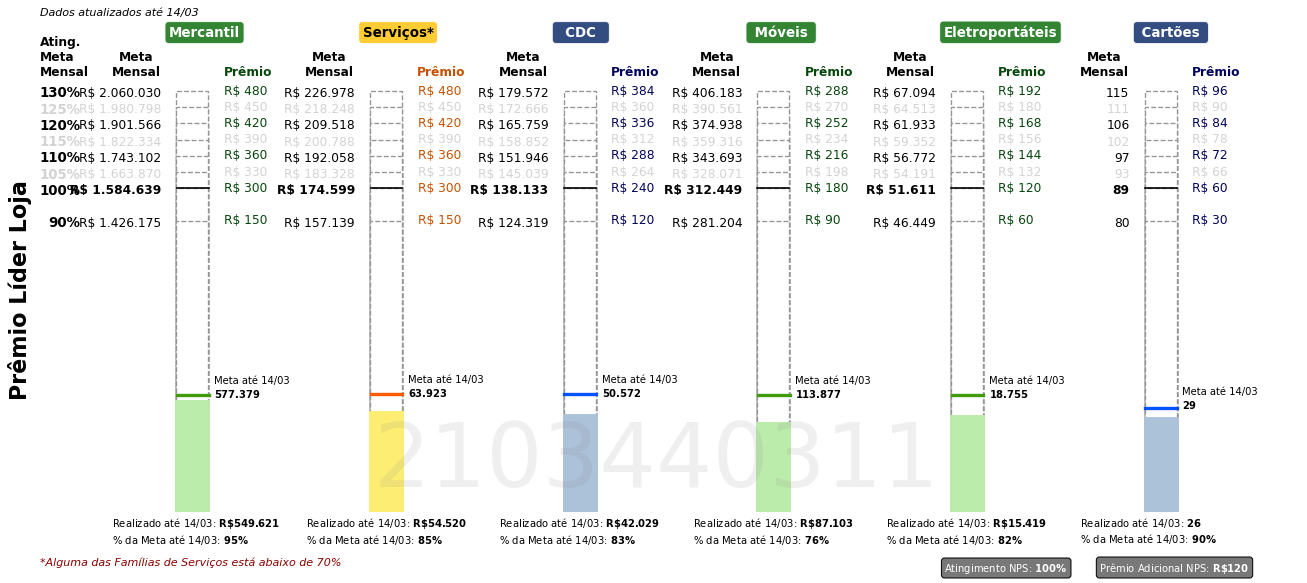 Dados atualizados até 14/03
Mercantil Serviços* CDC Móveis Eletroportáteis Cartões
Ating. Meta Mensal
Meta Mensal Prêmio Meta Mensal Prêmio Meta Mensal Prêmio Meta Mensal Prêmio Meta Mensal Prêmio Meta Mensal Prêmio
130% R$ 2.060.030 R$ 480 R$ 226.978 R$ 480 R$ 179.572 R$ 384 R$ 406.183 R$ 288 R$ 67.094 R$ 192 115 R$ 96
125% R$ 1.980.798 R$ 450 R$ 218.248 R$ 450 R$ 172.666 R$ 360 R$ 390.561 R$ 270 R$ 64.513 R$ 180 111 R$ 90
120% R$ 1.901.566 R$ 420 R$ 209.518 R$ 420 R$ 165.759 R$ 336 R$ 374.938 R$ 252 R$ 61.933 R$ 168 106 R$ 84
115% R$ 1.822.334 R$ 390 R$ 200.788 R$ 390 R$ 158.852 R$ 312 R$ 359.316 R$ 234 R$ 59.352 R$ 156 102 R$ 78
110% R$ 1.743.102 R$ 360 R$ 192.058 R$ 360 R$ 151.946 R$ 288 R$ 343.693 R$ 216 R$ 56.772 R$ 144 97 R$ 72
105% R$ 1.663.870 R$ 330 R$ 183.328 R$ 330 R$ 145.039 R$ 264 R$ 328.071 R$ 198 R$ 54.191 R$ 132 93 R$ 66
100% R$ 1.584.639 R$ 300 R$ 174.599 R$ 300 R$ 138.133 R$ 240 R$ 312.449 R$ 180 R$ 51.611 R$ 120 89 R$ 60
90% R$ 1.426.175 R$ 150 R$ 157.139 R$ 150 R$ 124.319 R$ 120 R$ 281.204 R$ 90 R$ 46.449 R$ 60 80 R$ 30
Prêmio Líder Loja
Meta até 14/03 Meta até 14/03 Meta até 14/03 Meta até 14/03 Meta até 14/03 Meta até 14/03
577.379 63.923 50.572 113.877 18.755 29
2103440311
Realizado até 14/03: R$549.621 Realizado até 14/03: R$54.520 Realizado até 14/03: R$42.029 Realizado até 14/03: R$87.103 Realizado até 14/03: R$15.419 Realizado até 14/03: 26
% da Meta até 14/03: 95% % da Meta até 14/03: 85% % da Meta até 14/03: 83% % da Meta até 14/03: 76% % da Meta até 14/03: 82% % da Meta até 14/03: 90%
*Alguma das Famílias de Serviços está abaixo de 70%
Atingimento NPS: 100% Prêmio Adicional NPS: R$120